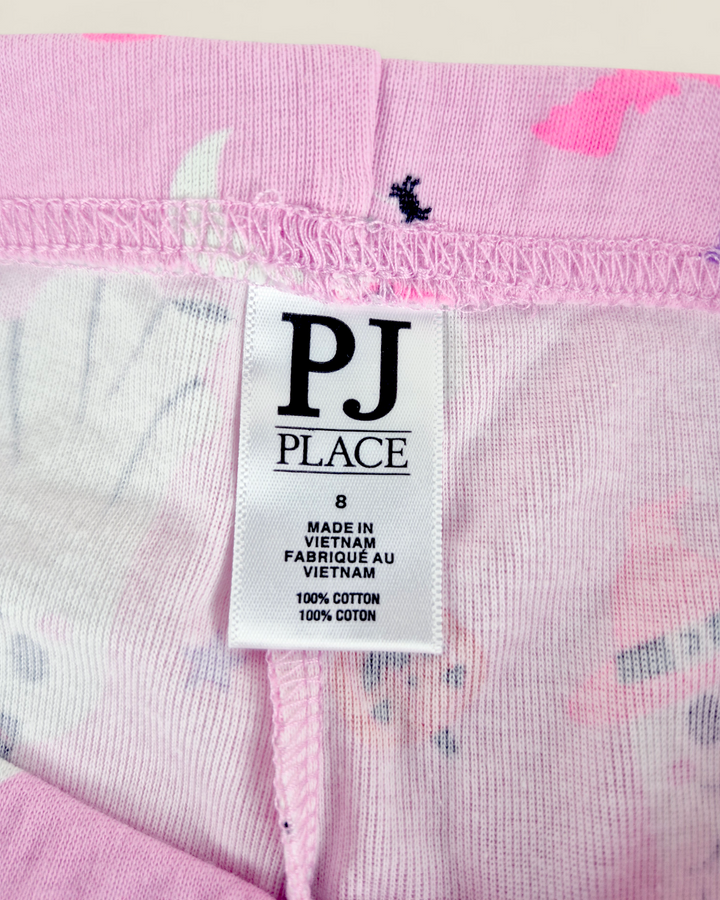 PJ
PLACE
8
MADE IN
VIETNAM
FABRIQUÉ AU
VIETNAM
100% COTTON
100% COTON